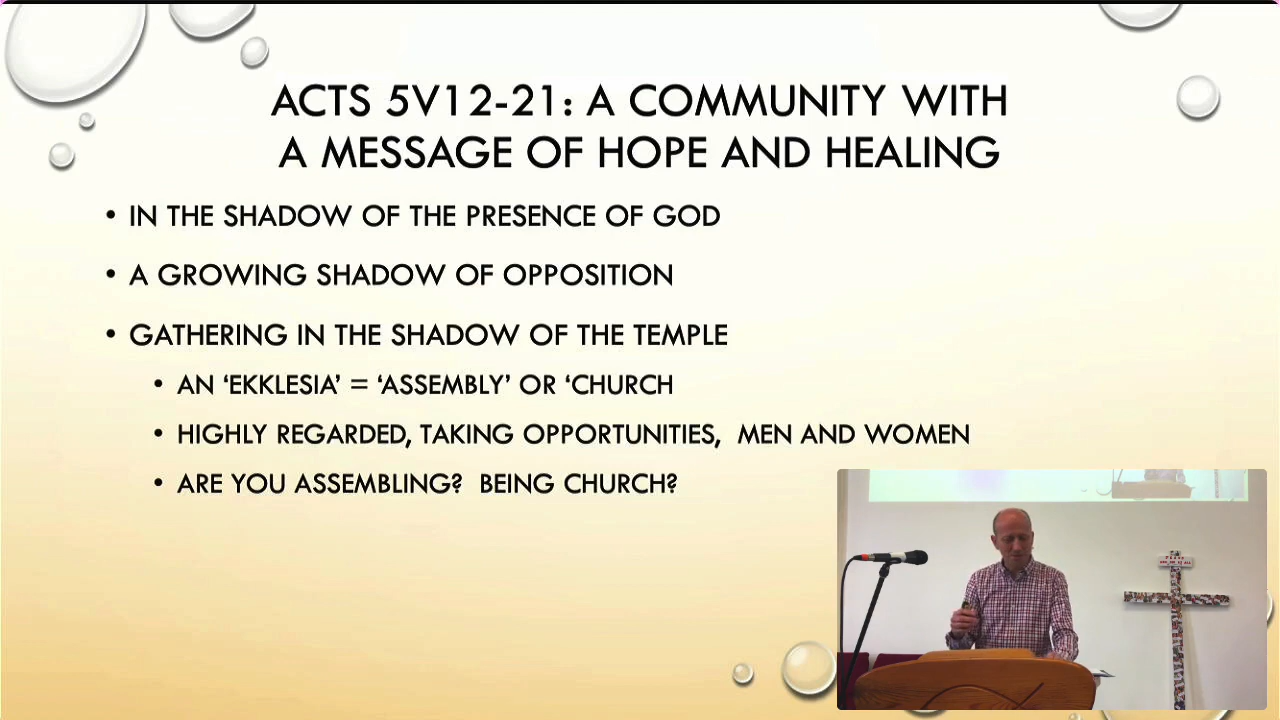 ACTS 5V12-21: A COMMUNITY WITH
A MESSAGE OF HOPE AND HEALING
• IN THE SHADOW OF THE PRESENCE OF GOD
• A GROWING SHADOW OF OPPOSITION
• GATHERING IN THE SHADOW OF THE TEMPLE
• AN ‘EKKLESIA’ = ‘ASSEMBLY’ OR ‘CHURCH
• HIGHLY REGARDED, TAKING OPPORTUNITIES,  MEN AND WOMEN
• ARE YOU ASSEMBLING?  BEING CHURCH?